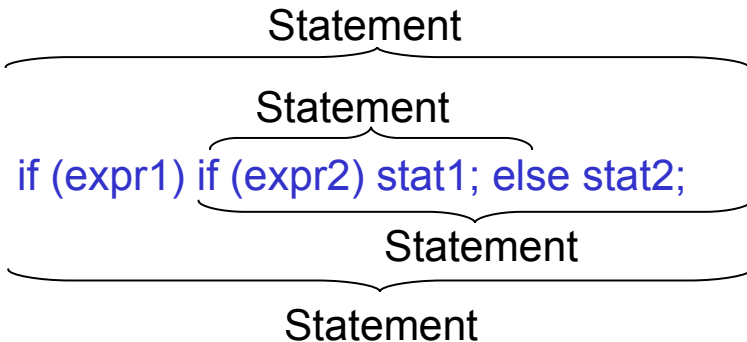 Statement
Statement
if (expr1) if (expr2) stat1; else stat2;
Statement
Statement